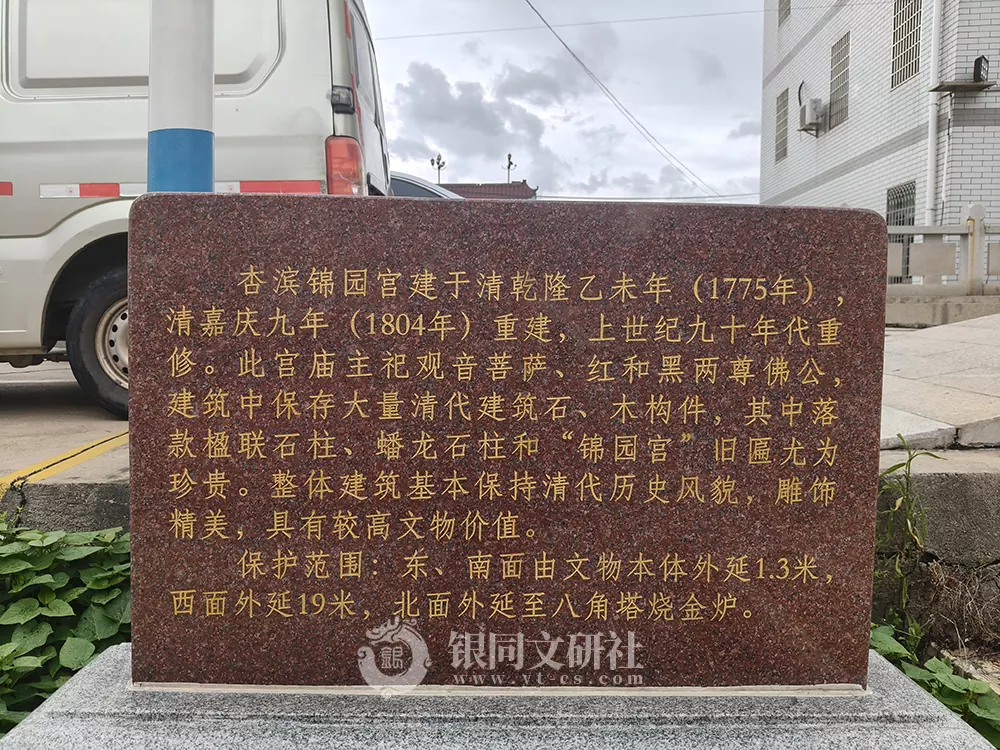 杏滨锦园宫建于清乾隆乙未年（1775年），
清嘉庆九年（1804年）重建，上世纪九十年代重
修。此宫庙主祀观音菩萨、红和黑两尊佛公，
建筑中保存大量清代建筑石、木构件，其中落
款楹联石柱、蟠龙石柱和“锦园宫”旧匾尤为
珍贵。整体建筑基本保持清代历史风貌，雕饰
精美，具有较高文物价值。
保护范围：东、南面由文物本体外延1.3米，
西面外延19米，北面外延至八角塔烧金炉。
银同文研社
www.yt-cs.com